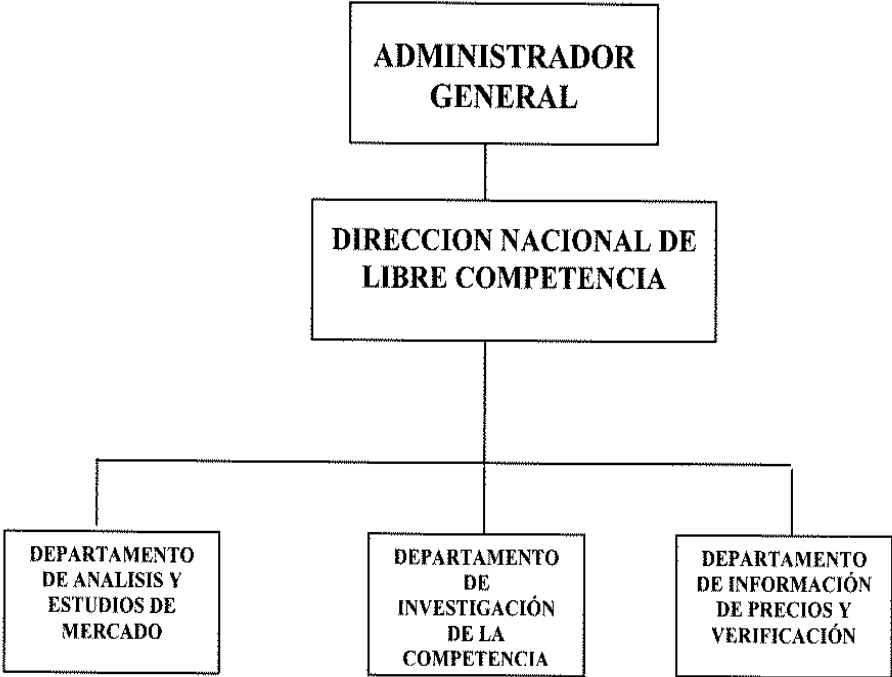 ADMINISTRADOR
GENERAL
DIRECCION NACIONAL DE
LIBRE COMPETENCIA
DEPARTAMENTO
DE ANALISIS Y
ESTUDIOS DE
MERCADO
DEPARTAMENTO
DE
INVESTIGACIÓN
DE LA
COMPETENCIA
DEPARTAMENTO
DE INFORMACIÓN
DE PRECIOS Y
VERIFICACIÓN